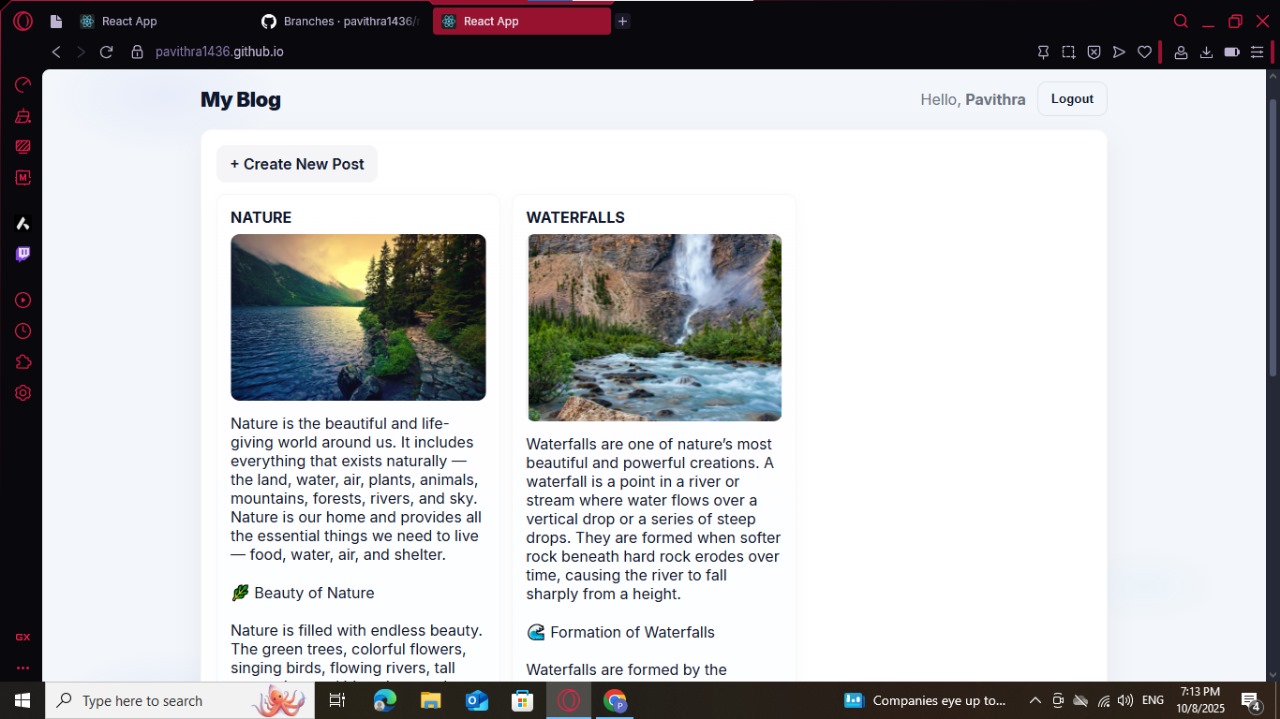 React App
Branches · pavithra1436/r
React App
pavithra1436.github.io
My Blog
Hello, Pavithra
Logout
+ Create New Post
NATURE
Nature is the beautiful and life-
giving world around us. It includes
everything that exists naturally —
the land, water, air, plants, animals,
mountains, forests, rivers, and sky.
Nature is our home and provides all
the essential things we need to live
— food, water, air, and shelter.
🌿 Beauty of Nature
Nature is filled with endless beauty.
The green trees, colorful flowers,
singing birds, flowing rivers, tall
WATERFALLS
Waterfalls are one of nature’s most
beautiful and powerful creations. A
waterfall is a point in a river or
stream where water flows over a
vertical drop or a series of steep
drops. They are formed when softer
rock beneath hard rock erodes over
time, causing the river to fall
sharply from a height.
🌊 Formation of Waterfalls
Waterfalls are formed by the
GX
Type here to search
Companies eye up to...
ENG
7:13 PM
10/8/2025
4